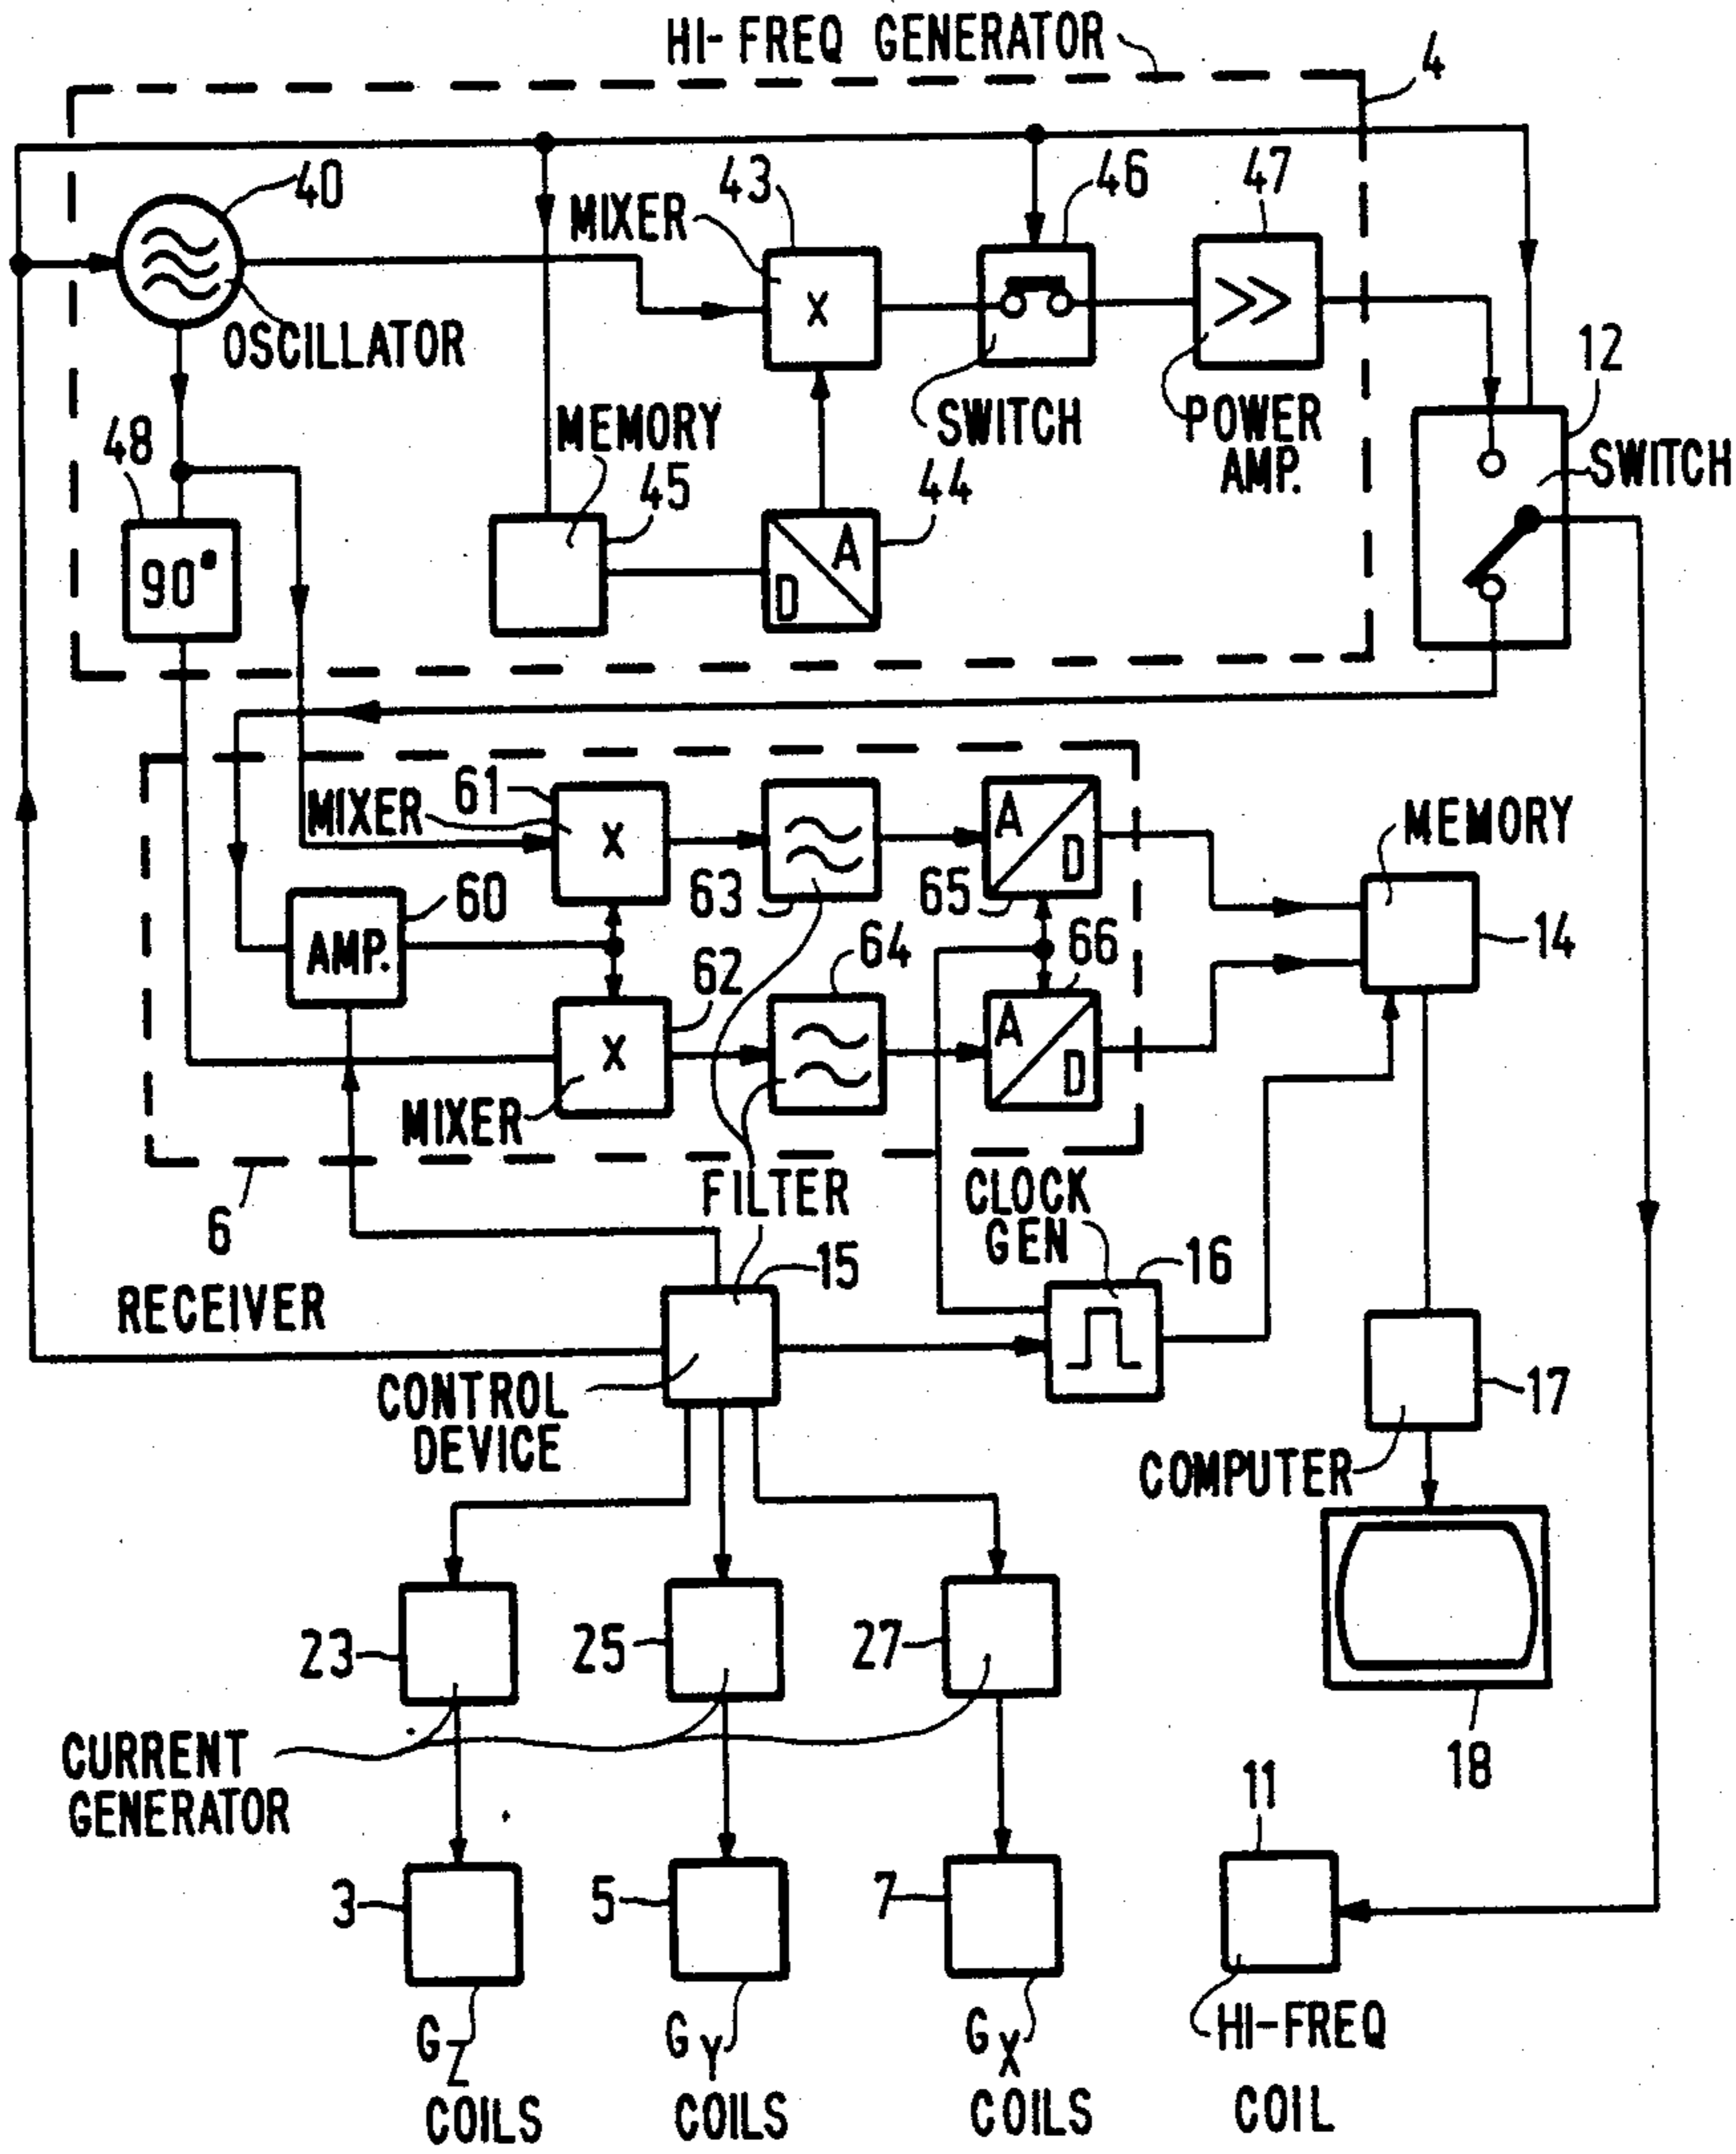 HI-FREQ GENERATOR
4
40
43
46
47
MIXER
X
OSCILLATOR
12
MEMORY
SWITCH
POWER
AMP.
SWITCH
48
45
44
90°
A
D
61
MIXER
X
A
D
MEMORY
63
65
60
AMP.
62
64
66
14
X
A
D
MIXER
6
FILTER
CLOCK
GEN
15
16
RECEIVER
CONTROL
DEVICE
17
COMPUTER
23
25
27
CURRENT
GENERATOR
18
11
3
5
7
GZ
COILS
GY
COILS
GX
COILS
HI-FREQ
COIL